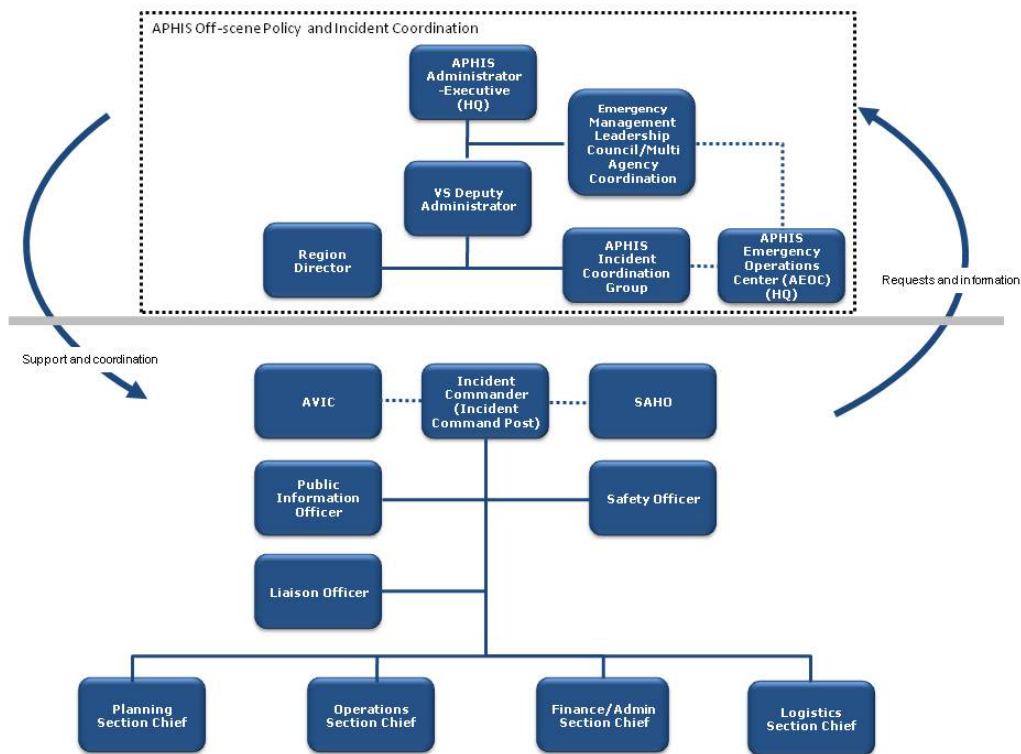 APHIS Off-scene Policy and Incident Coordination
APHIS
Administrator
-Executive
(HQ)
Emergency
Management
Leadership
Council/Multi
Agency
Coordination
VS Deputy
Administrator
Region
Director
APHIS
Incident
Coordination
Group
APHIS
Emergency
Operations
Center (AEOC)
(HQ)
Requests and information
Support and coordination
AVIC
Incident
Commander
(Incident
Command Post)
SAHO
Public
Information
Officer
Safety Officer
Liaison Officer
Planning
Section Chief
Operations
Section Chief
Finance/Admin
Section Chief
Logistics
Section Chief